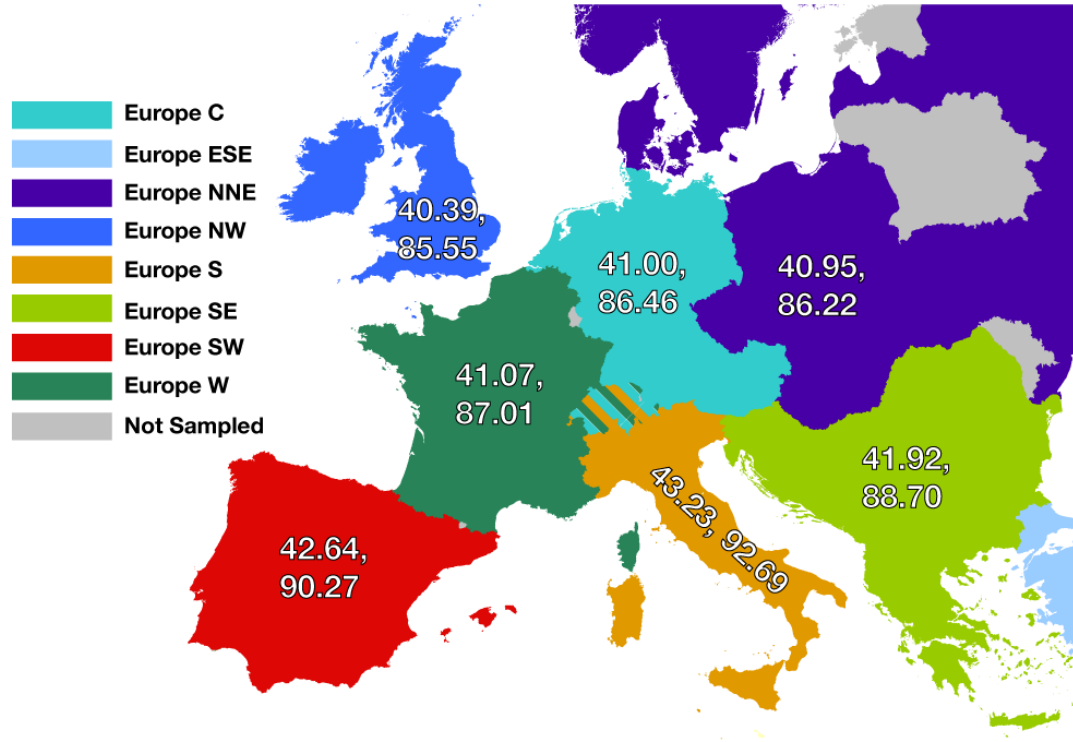 Europe C
Europe ESE
Europe NNE
Europe NW
Europe S
Europe SE
Europe SW
Europe W
Not Sampled
40.39,
85.55
41.00,
86.46
40.95,
86.22
41.07,
87.01
41.92,
88.70
43.23, 92.69
42.64,
90.27